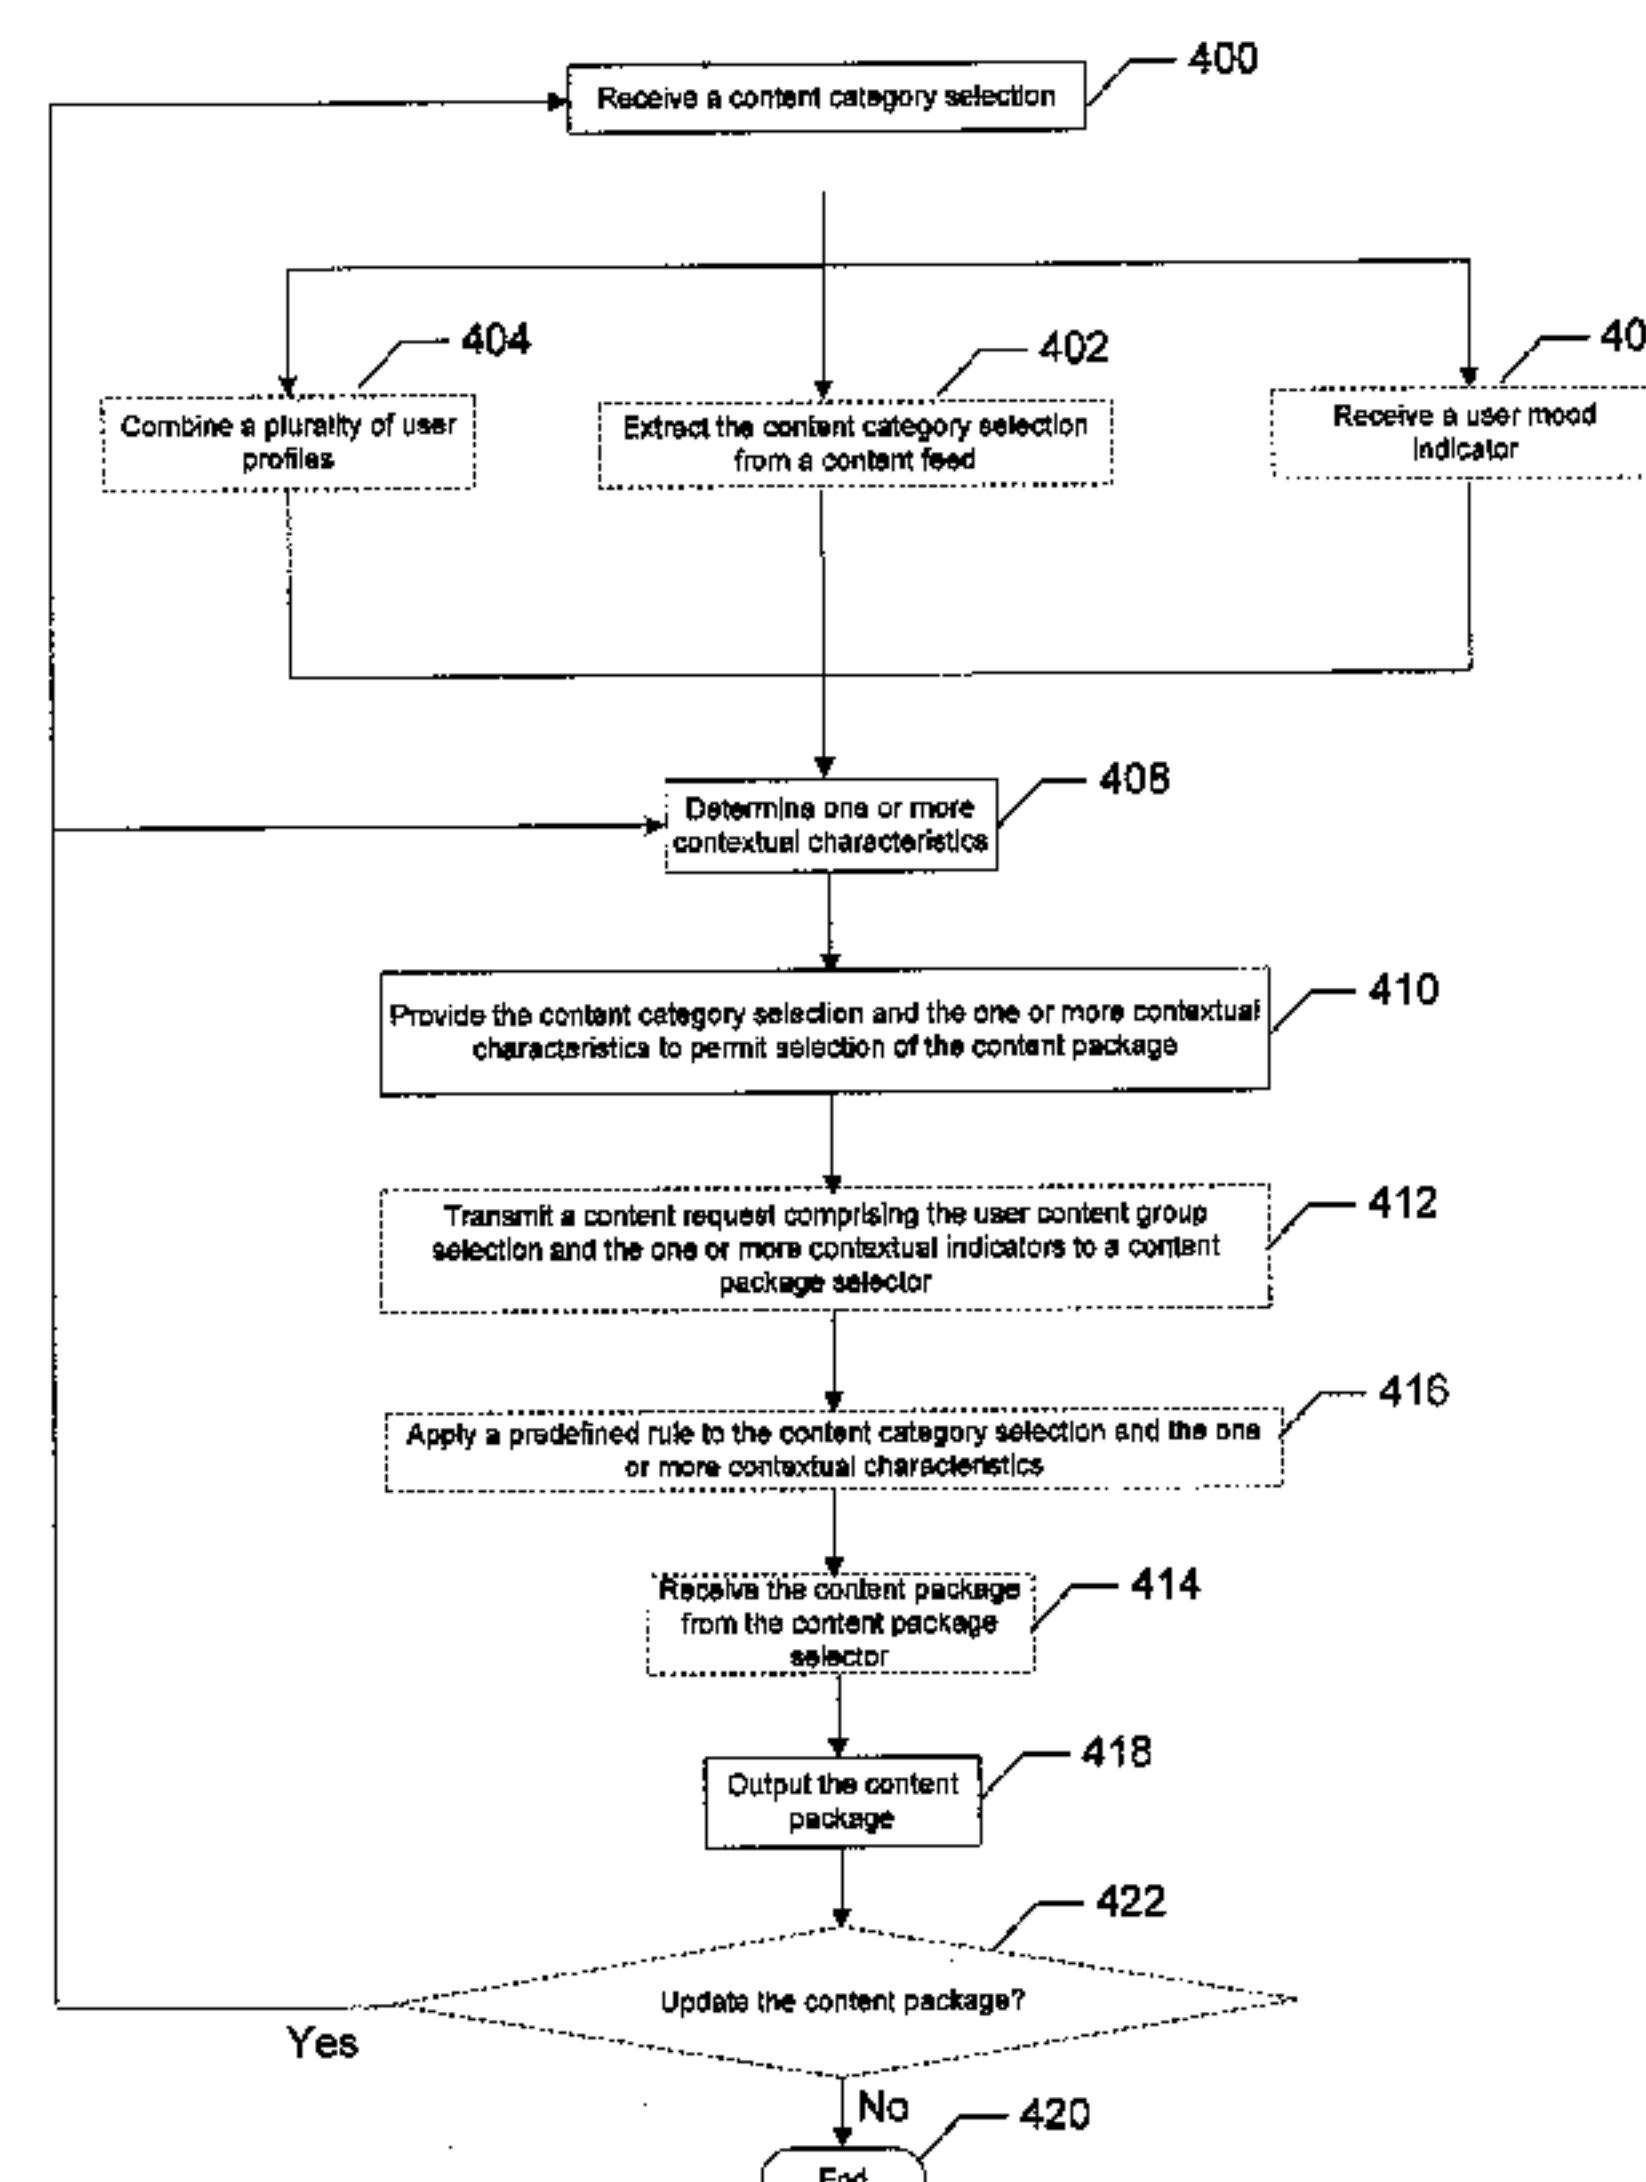 400
Receive a content category selection
404
402
40
Combine a plurality of user
profiles
Extract the content category selection
from a content feed
Receive a user mood
indicator
408
Determine one or more
contextual characteristics
410
Provide the content category selection and the one or more contextual
characteristics to permit selection of the content package
412
Transmit a content request comprising the user content group
selection and the one or more contextual indicators to a content
package selector
416
Apply a predefined rule to the content category selection and the one
or more contextual characteristics
414
Receive the content package
from the content package
selector
418
Output the content
package
422
Update the content package?
Yes
No
420
End